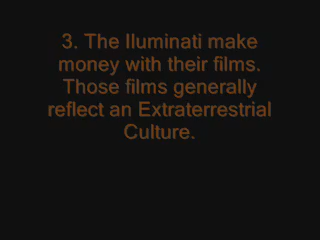 3. The Iluminati make
money with their films.
Those films generally
reflect an Extraterrestrial
Culture.